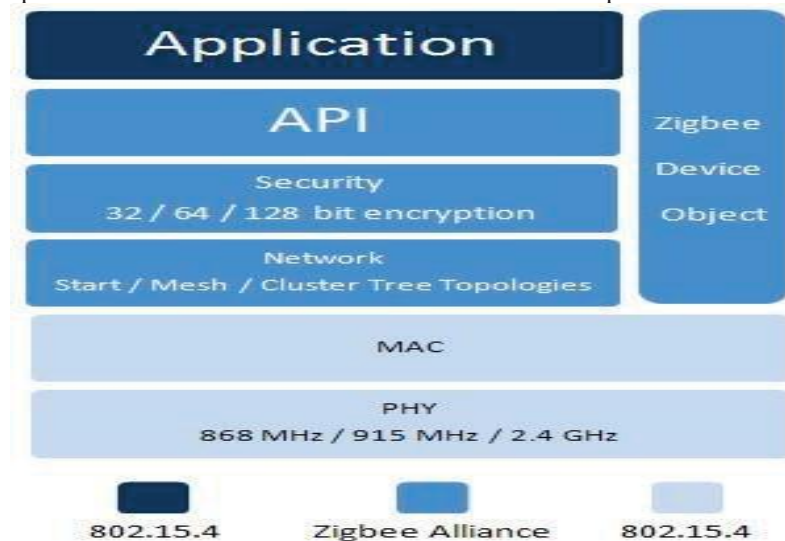 Application
API
Security
32 / 64 / 128 bit encryption
Network
Start / Mesh / Cluster Tree Topologies
Zigbee
Device
Object
MAC
PHY
868 MHz / 915 MHz / 2.4 GHz
802.15.4
Zigbee Alliance
802.15.4